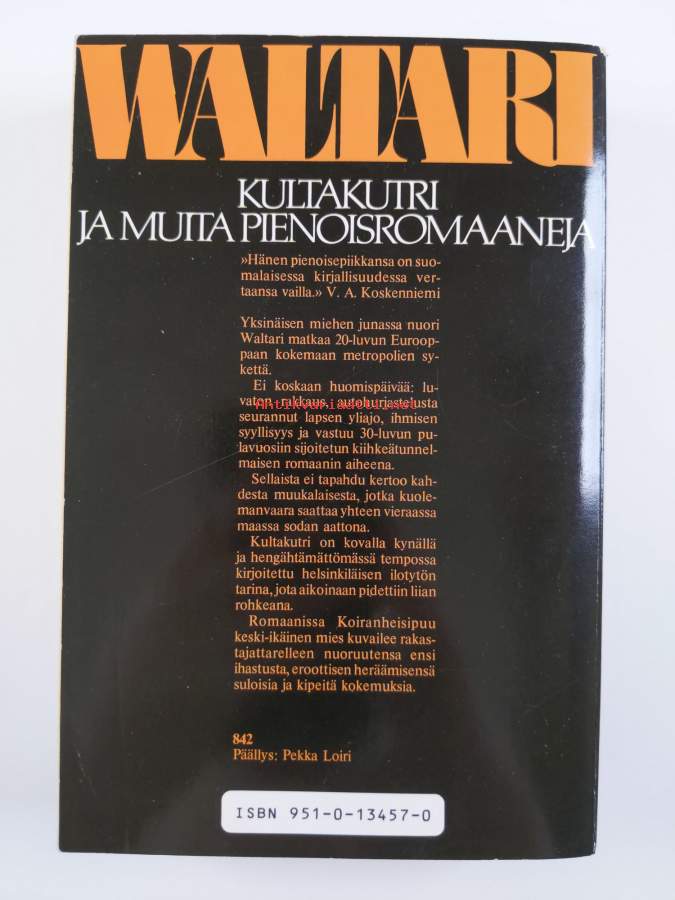 WALTARI
KULTAKUTRI
JA MUITA PIENOISROMAANEJA
»Hänen pienoisepiikkansa on suo-
malaisessa kirjallisuudessa ver-
taansa vailla.» V. A. Koskenniemi
Yksinäisen miehen junassa nuori
Waltari matkaa 20-luvun Euroop-
paan kokemaan metropolien sy-
kettä.
Ei koskaan huomispäivää: lu-
vaton rakkaus, autohurjastelusta
Antikvariaattini.net
seurannut lapsen yliajo, ihmisen
syyllisyys ja vastuu 30-luvun pu-
lavuosiin sijoitetun kiihkeätunnel-
maisen romaanin aiheena.
Sellaista ei tapahdu kertoo kah-
desta muukalaisesta, jotka kuole-
manvaara saattaa yhteen vieraassa
maassa sodan aattona.
Kultakutri on kovalla kynällä
ja hengähtämättömässä tempossa
kirjoitettu helsinkiläisen ilotytön
tarina, jota aikoinaan pidettiin liian
rohkeana.
Romaanissa Koiranheisipuu
keski-ikäinen mies kuvailee rakas-
tajattarelleen nuoruutensa ensi
ihastusta, eroottisen heräämisensä
suloisia ja kipeitä kokemuksia.
842
Päällys: Pekka Loiri
ISBN 951-0-13457-0